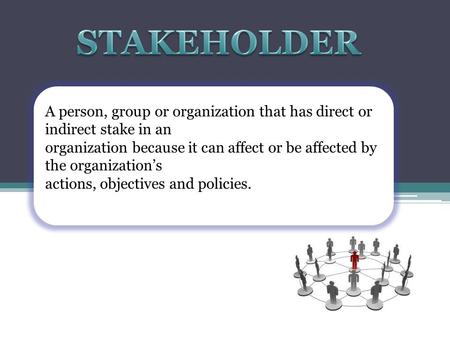 STAKEHOLDER
A person, group or organization that has direct or
indirect stake in an
organization because it can affect or be affected by
the organization’s
actions, objectives and policies.